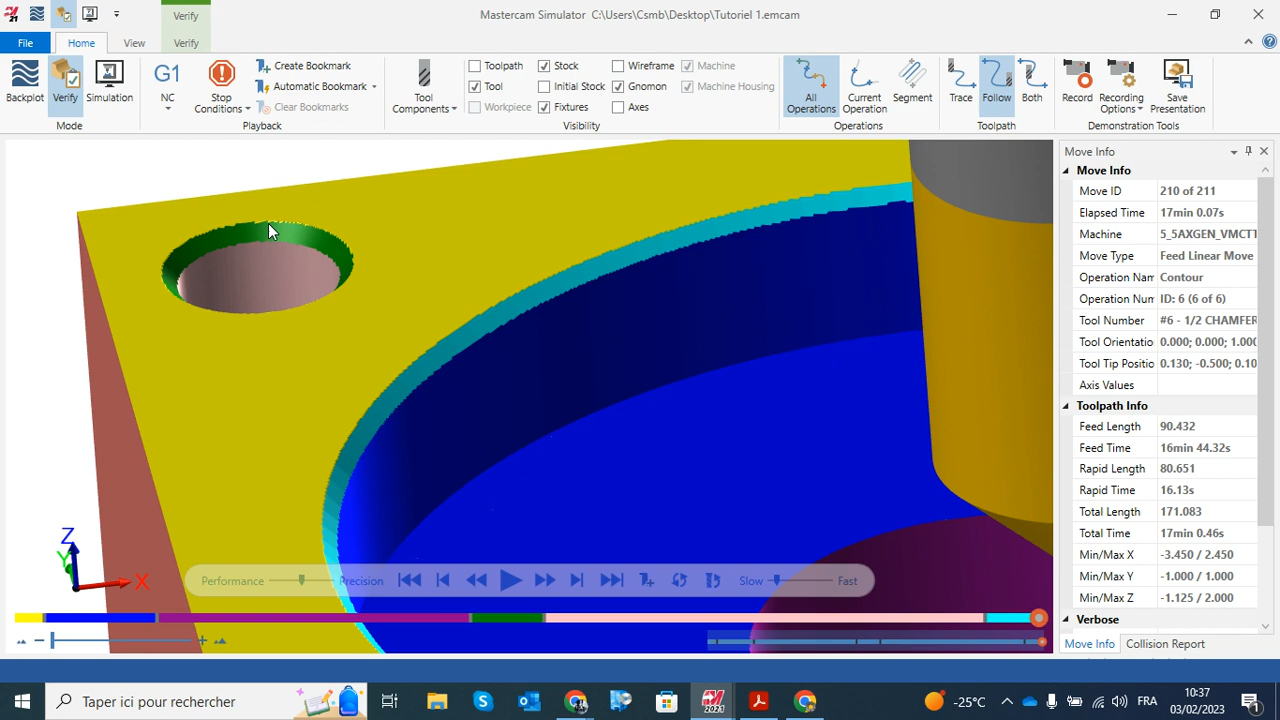 Verify
Mastercam Simulator C:\Users\Csmb\Desktop\Tutoriel 1.emcam
File Home View Verify
Backplot Verify Simulation
Mode
G1
NC
Stop Conditions
Create Bookmark
Automatic Bookmark
Clear Bookmarks
Playback
Tool Components
Toolpath Stock Wireframe Machine
Tool Initial Stock Gnomon Machine Housing
Workpiece Fixtures Axes
Visibility
All Operations Current Operation Segment
Operations
Trace Follow Both
Toolpath
Record Recording Options Save Presentation
Demonstration Tools
Move Info
Move Info
Move ID 210 of 211
Elapsed Time 17min 0.07s
Machine 5_5AXGEN_VMCTT
Move Type Feed Linear Move
Operation Name Contour
Operation Num ID: 6 (6 of 6)
Tool Number #6 - 1/2 CHAMFER
Tool Orientatio 0.000; 0.000; 1.000
Tool Tip Positio 0.130; -0.500; 0.10
Axis Values
Toolpath Info
Feed Length 90.432
Feed Time 16min 44.32s
Rapid Length 80.651
Rapid Time 16.13s
Total Length 171.083
Total Time 17min 0.46s
Min/Max X -3.450 / 2.450
Min/Max Y -1.000 / 1.000
Min/Max Z -1.125 / 2.000
Verbose
Move Info Collision Report
Z
Y
X
Performance Precision Slow Fast
Taper ici pour rechercher
2021
-25°C
FRA
10:37
03/02/2023
1